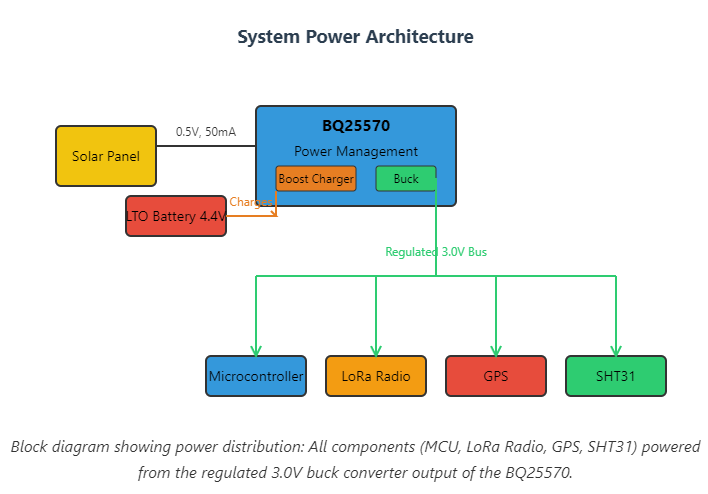 System Power Architecture
BQ25570
Power Management
0.5V, 50mA
Solar Panel
Boost Charger
Buck
Charges
LTO Battery 4.4V
Regulated 3.0V Bus
Microcontroller
LoRa Radio
GPS
SHT31
Block diagram showing power distribution: All components (MCU, LoRa Radio, GPS, SHT31) powered
from the regulated 3.0V buck converter output of the BQ25570.